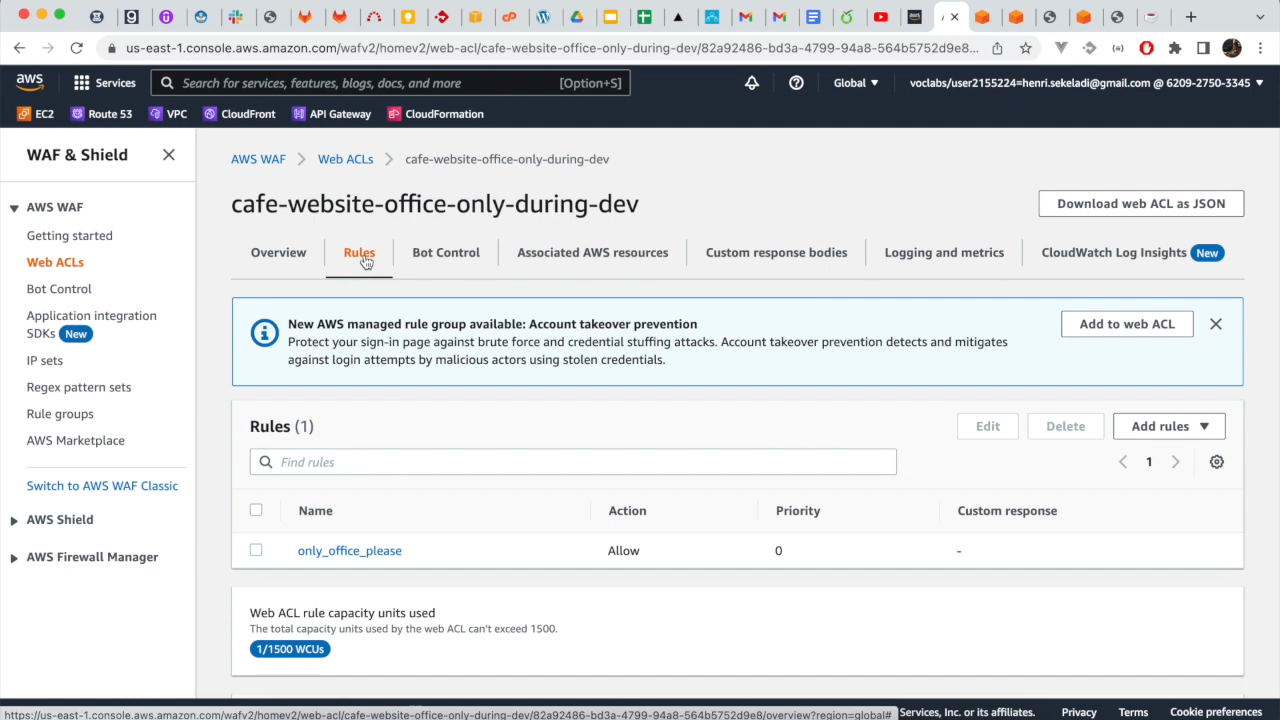 us-east-1.console.aws.amazon.com/wafv2/homev2/web-acl/cafe-website-office-only-during-dev/82a92486-bd3a-4799-94a8-564b5752d9e...
aws
Services
Search for services, features, blogs, docs, and more
[Option+S]
Global
voclabs/user2155224=henri.sekeladi@gmail.com @ 6209-2750-3345
EC2
Route 53
VPC
CloudFront
API Gateway
CloudFormation
WAF & Shield
AWS WAF
Getting started
Web ACLs
Bot Control
Application integration
SDKs New
IP sets
Regex pattern sets
Rule groups
AWS Marketplace
Switch to AWS WAF Classic
AWS Shield
AWS Firewall Manager
AWS WAF
Web ACLs
cafe-website-office-only-during-dev
cafe-website-office-only-during-dev
Download web ACL as JSON
Overview
Rules
Bot Control
Associated AWS resources
Custom response bodies
Logging and metrics
CloudWatch Log Insights New
New AWS managed rule group available: Account takeover prevention
Protect your sign-in page against brute force and credential stuffing attacks. Account takeover prevention detects and mitigates
against login attempts by malicious actors using stolen credentials.
Add to web ACL
Rules (1)
Edit
Delete
Add rules
Find rules
1
Name
Action
Priority
Custom response
only_office_please
Allow
0
-
Web ACL rule capacity units used
The total capacity units used by the web ACL can't exceed 1500.
1/1500 WCUs
https://us-east-1.console.aws.amazon.com/wafv2/homev2/web-acl/cafe-website-office-only-during-dev/82a92486-bd3a-4799-94a8-564b5752d9e8/overview?region=global#
Services, Inc. or its affiliates.
Privacy
Terms
Cookie preferences